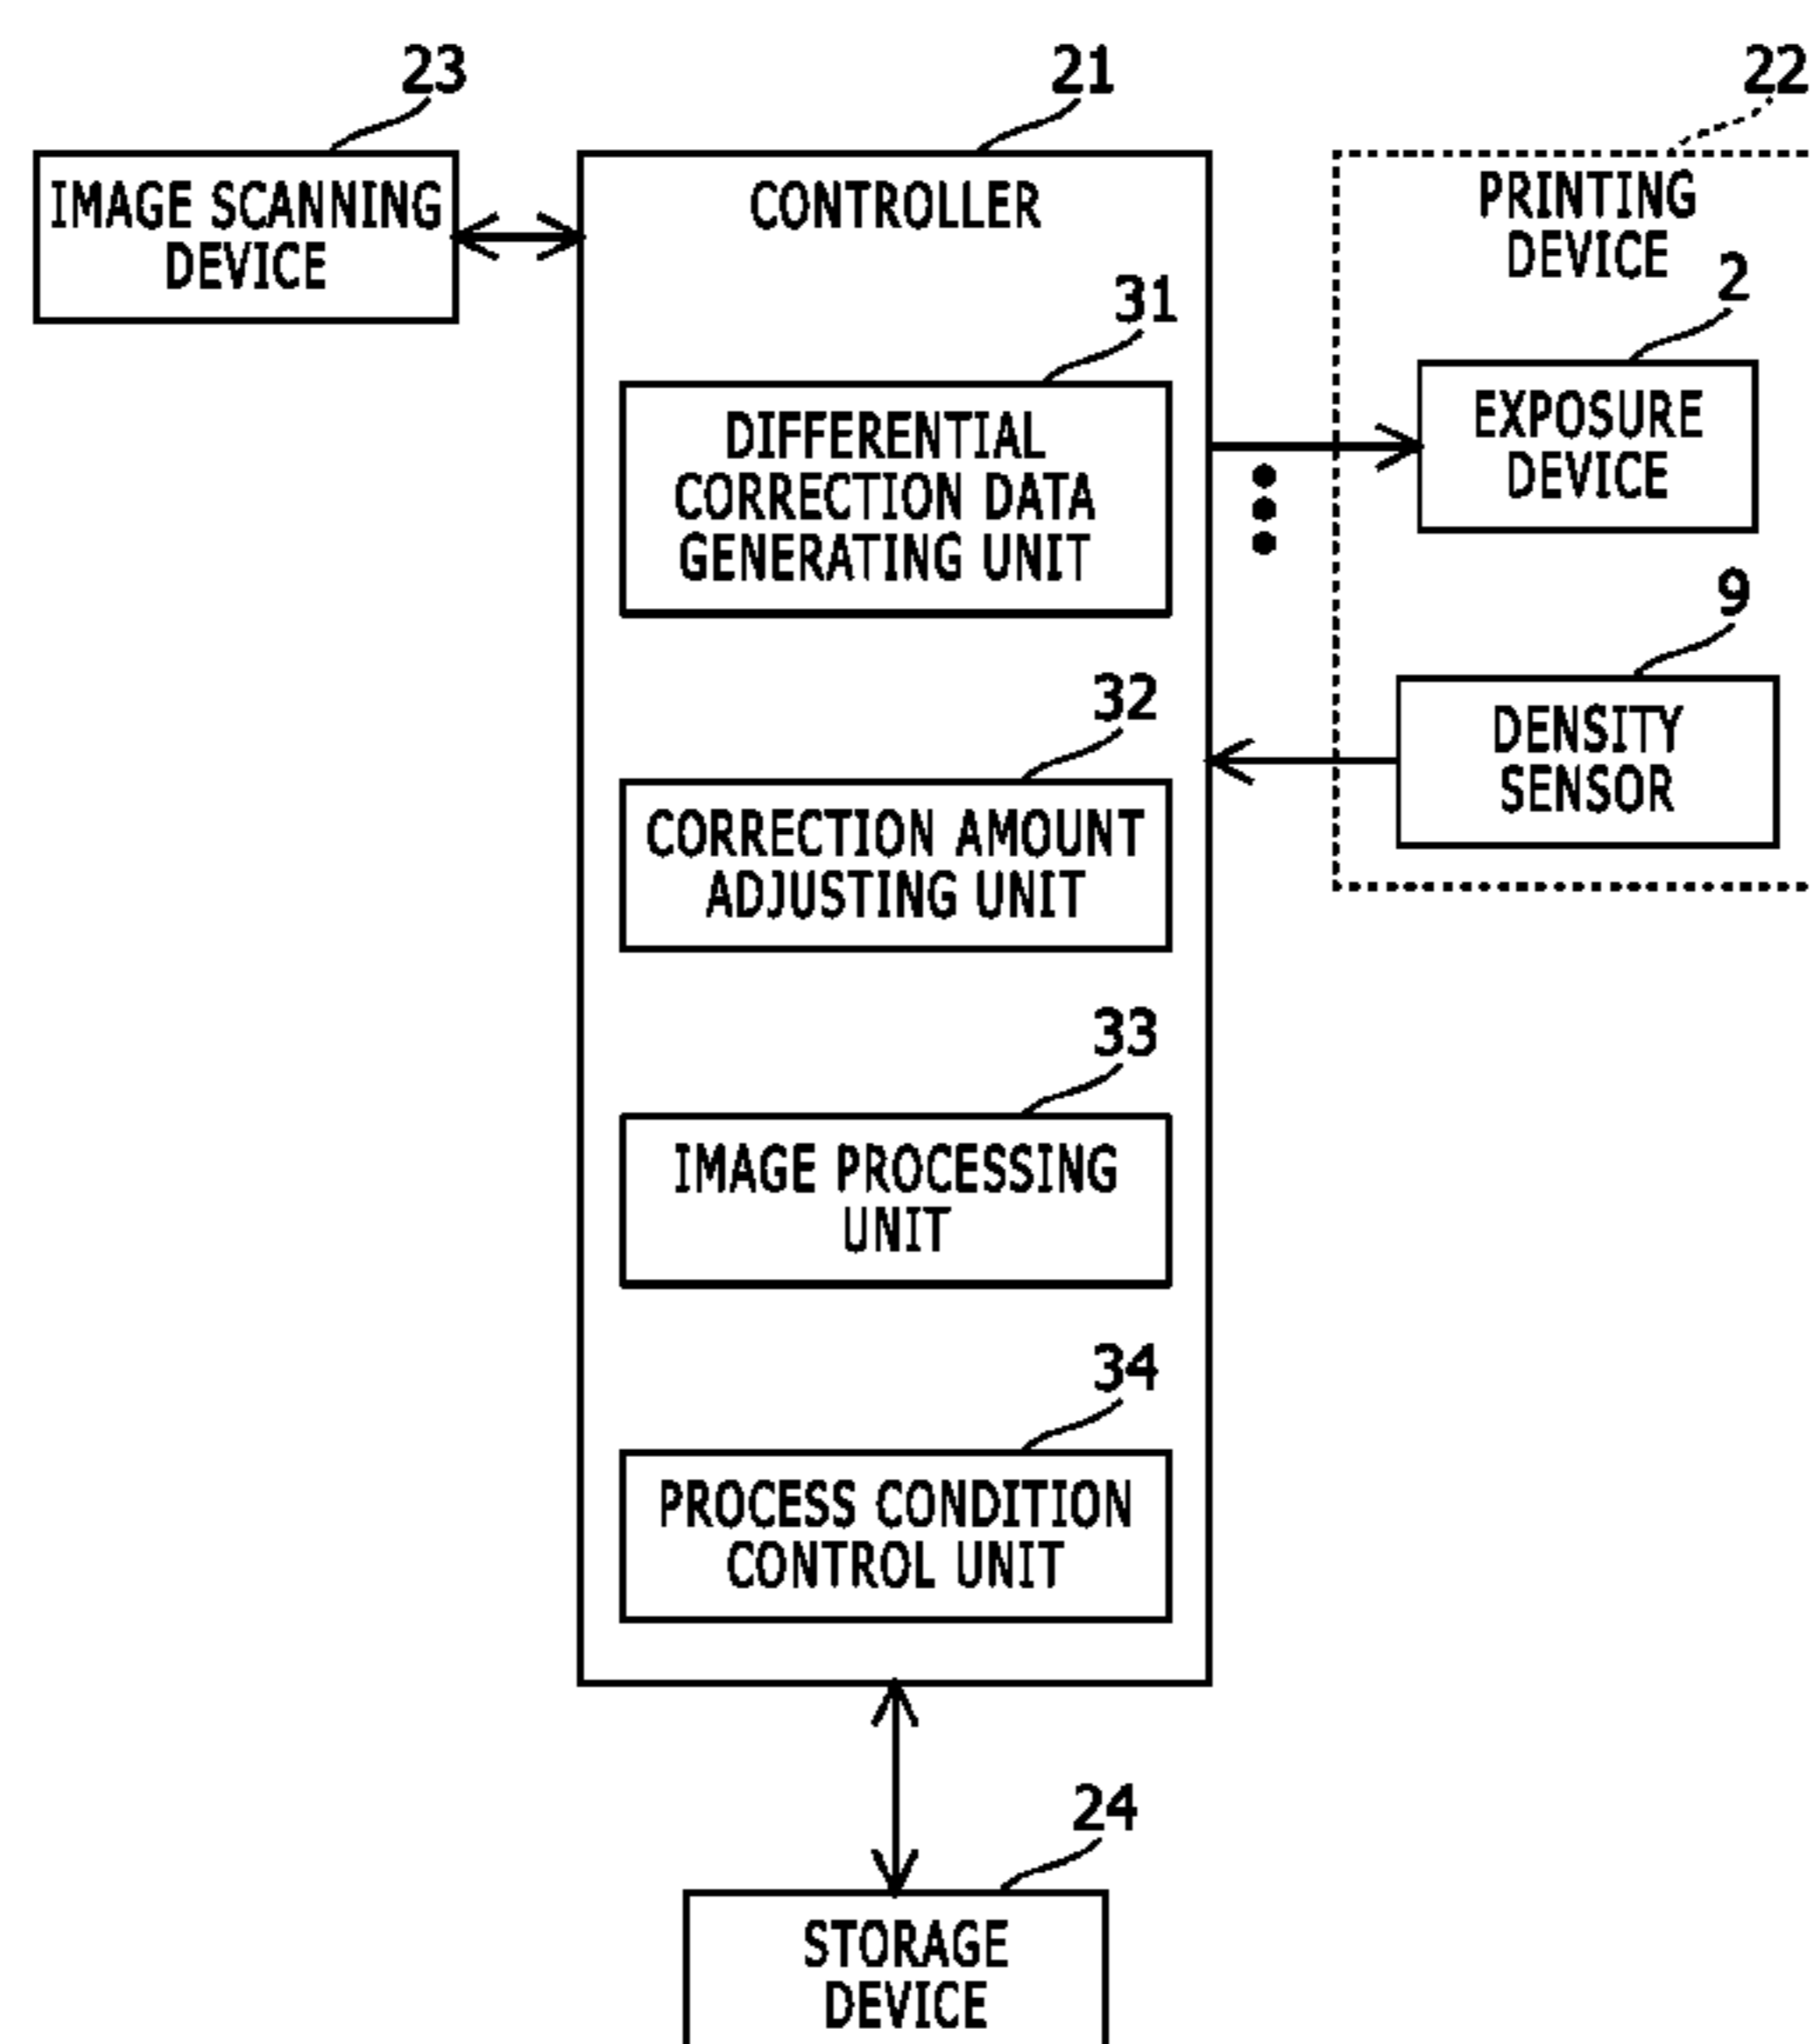 23
21
22
IMAGE SCANNING
DEVICE
CONTROLLER
PRINTING
DEVICE
31
2
DIFFERENTIAL
CORRECTION DATA
GENERATING UNIT
EXPOSURE
DEVICE
32
9
CORRECTION AMOUNT
ADJUSTING UNIT
DENSITY
SENSOR
33
IMAGE PROCESSING
UNIT
34
PROCESS CONDITION
CONTROL UNIT
24
STORAGE
DEVICE